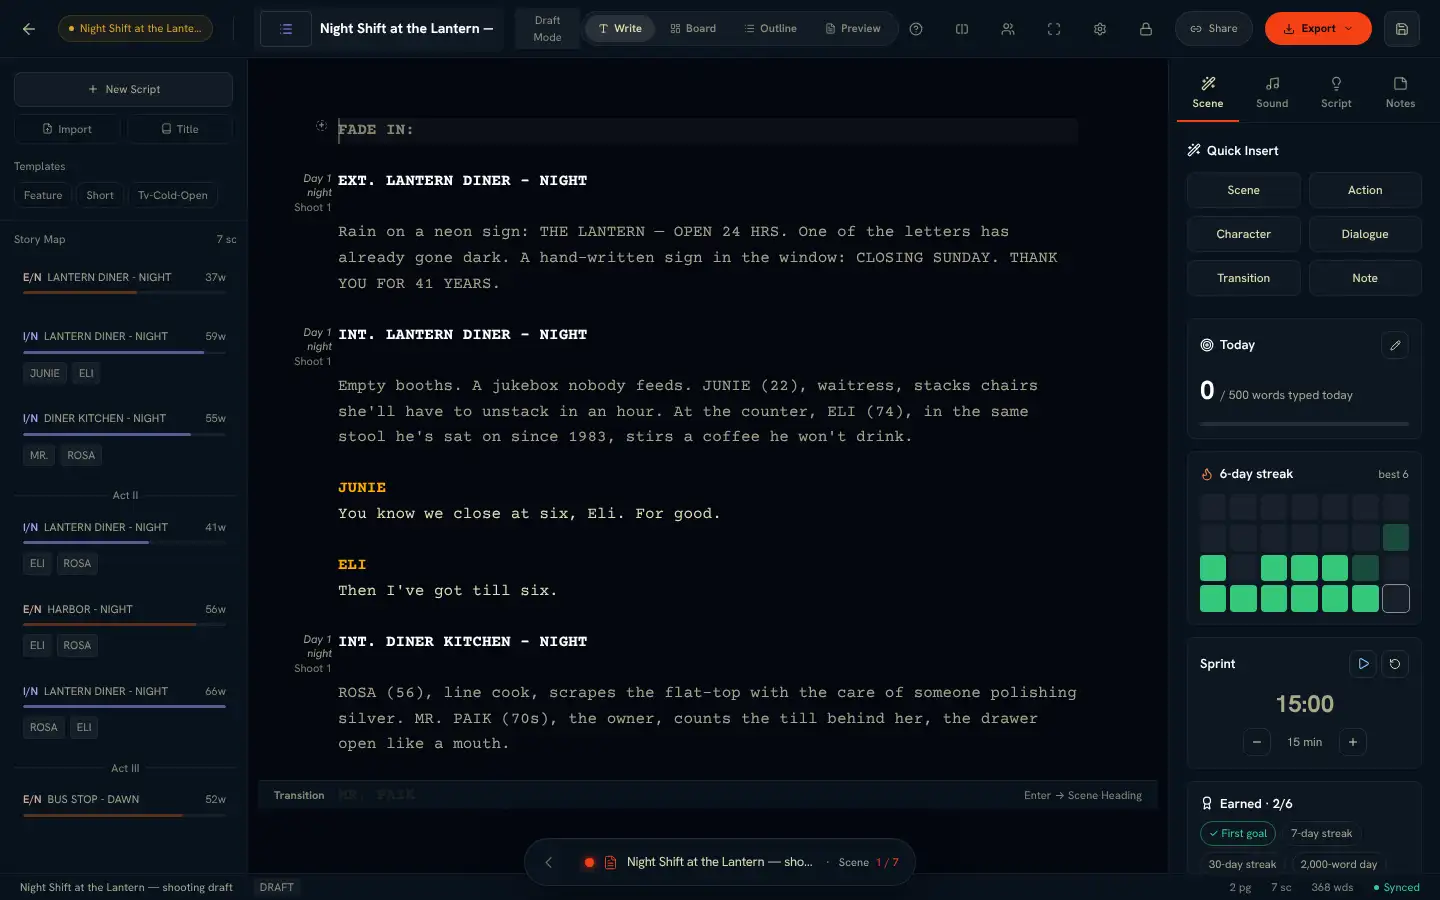 Night Shift at the Lante...
Night Shift at the Lantern —
Draft Mode
Write
Board
Outline
Preview
Share
Export
New Script
Import
Title
Templates
Feature
Short
Tv-Cold-Open
Story Map
7 sc
E/N LANTERN DINER - NIGHT 37w
I/N LANTERN DINER - NIGHT 59w
JUNIE ELI
I/N DINER KITCHEN - NIGHT 55w
MR. ROSA
Act II
I/N LANTERN DINER - NIGHT 41w
ELI ROSA
E/N HARBOR - NIGHT 56w
ELI ROSA
I/N LANTERN DINER - NIGHT 66w
ROSA ELI
Act III
E/N BUS STOP - DAWN 52w
FADE IN:
Day 1 night
Shoot 1
EXT. LANTERN DINER - NIGHT
Rain on a neon sign: THE LANTERN — OPEN 24 HRS. One of the letters has
already gone dark. A hand-written sign in the window: CLOSING SUNDAY. THANK
YOU FOR 41 YEARS.
Day 1 night
Shoot 1
INT. LANTERN DINER - NIGHT
Empty booths. A jukebox nobody feeds. JUNIE (22), waitress, stacks chairs
she'll have to unstack in an hour. At the counter, ELI (74), in the same
stool he's sat on since 1983, stirs a coffee he won't drink.
JUNIE
You know we close at six, Eli. For good.
ELI
Then I've got till six.
Day 1 night
Shoot 1
INT. DINER KITCHEN - NIGHT
ROSA (56), line cook, scrapes the flat-top with the care of someone polishing
silver. MR. PAIK (70s), the owner, counts the till behind her, the drawer
open like a mouth.
MR. PAIK
Transition
Enter → Scene Heading
Night Shift at the Lantern — sho... · Scene 1 / 7
Scene
Sound
Script
Notes
Quick Insert
Scene
Action
Character
Dialogue
Transition
Note
Today
0 / 500 words typed today
6-day streak
best 6
Sprint
15:00
− 15 min +
Earned · 2/6
✓ First goal
7-day streak
30-day streak
2,000-word day
Night Shift at the Lantern — shooting draft
DRAFT
2 pg
7 sc
368 wds
Synced